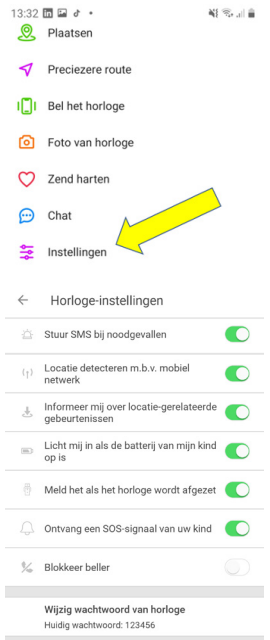 13:32
Plaatsen
Preciezere route
Bel het horloge
Foto van horloge
Zend harten
Chat
Instellingen
Horloge-instellingen
Stuur SMS bij noodgevallen
Locatie detecteren m.b.v. mobiel
netwerk
Informeer mij over locatie-gerelateerde
gebeurtenissen
Licht mij in als de batterij van mijn kind
op is
Meld het als het horloge wordt afgezet
Ontvang een SOS-signaal van uw kind
Blokkeer beller
Wijzig wachtwoord van horloge
Huidig wachtwoord: 123456